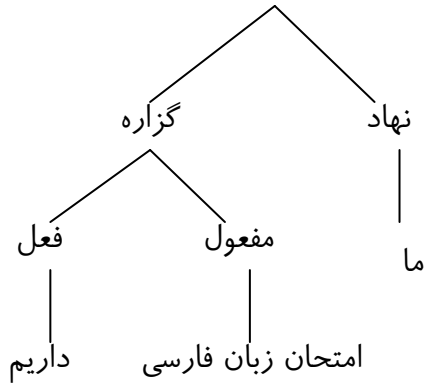 نهاد گزاره
ما
مفعول فعل
امتحان زبان فارسی داریم